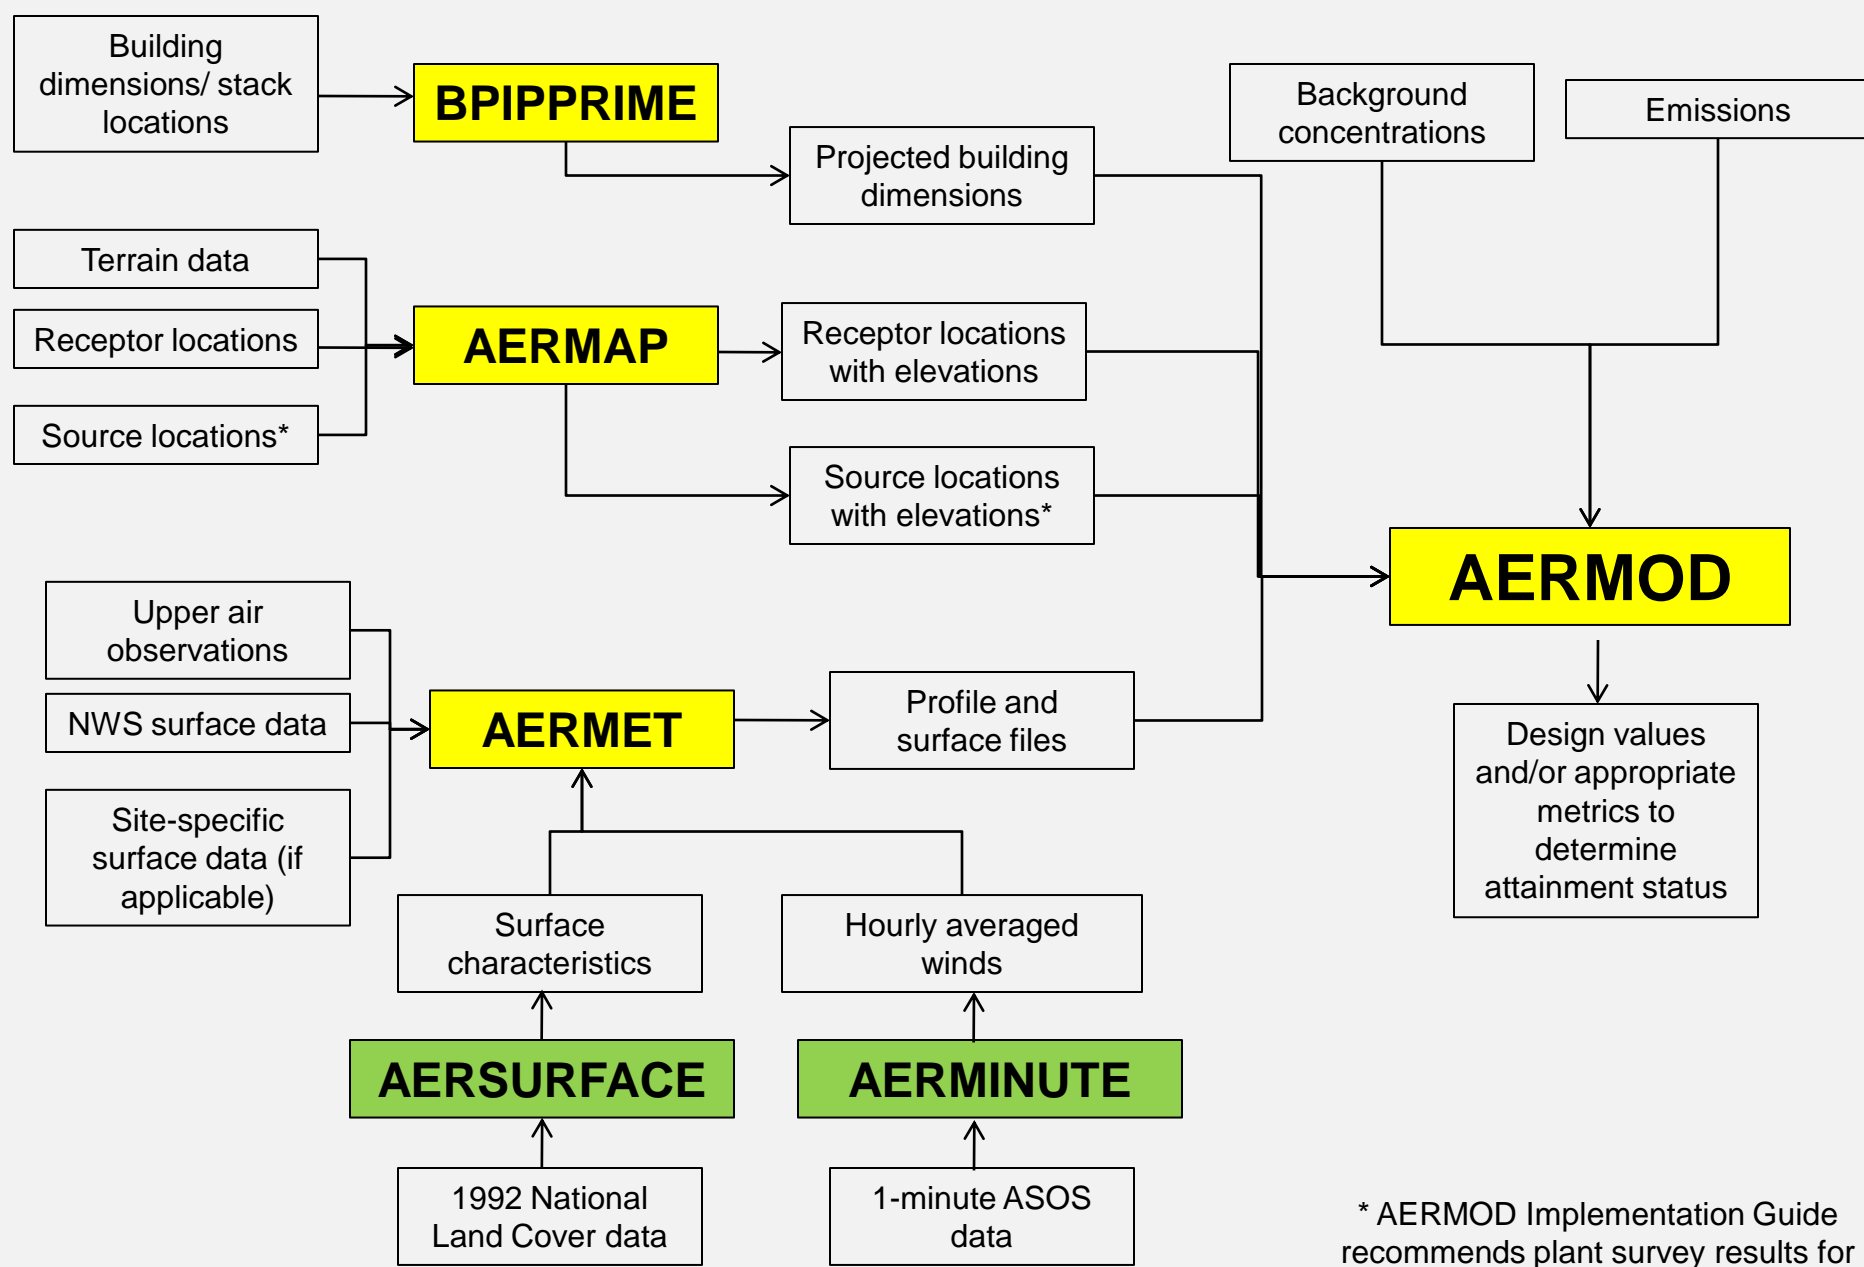 Building
dimensions/ stack
locations
BPIPPRIME
Projected building
dimensions
Background
concentrations
Emissions
Terrain data
Receptor locations
Source locations*
AERMAP
Receptor locations
with elevations
Source locations
with elevations*
AERMOD
Upper air
observations
NWS surface data
Site-specific
surface data (if
applicable)
AERMET
Profile and
surface files
Design values
and/or appropriate
metrics to
determine
attainment status
Surface
characteristics
Hourly averaged
winds
AERSURFACE
AERMINUTE
1992 National
Land Cover data
1-minute ASOS
data
* AERMOD Implementation Guide
recommends plant survey results for